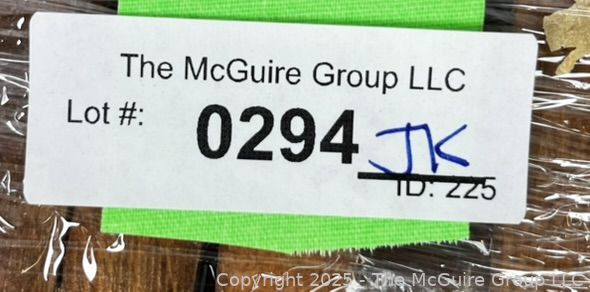 The McGuire Group LLC
Lot #: 0294 JK
ID: 225
Copyright 2025 - The McGuire Group LLC